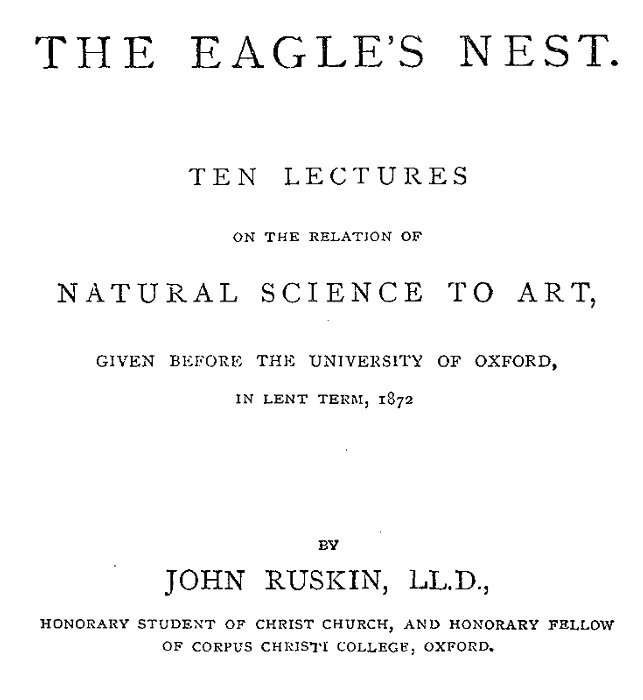 THE EAGLE'S NEST.
TEN LECTURES
ON THE RELATION OF
NATURAL SCIENCE TO ART,
GIVEN BEFORE THE UNIVERSITY OF OXFORD,
IN LENT TERM, 1872
BY
JOHN RUSKIN, LL.D.,
HONORARY STUDENT OF CHRIST CHURCH, AND HONORARY FELLOW
OF CORPUS CHRISTI COLLEGE, OXFORD.